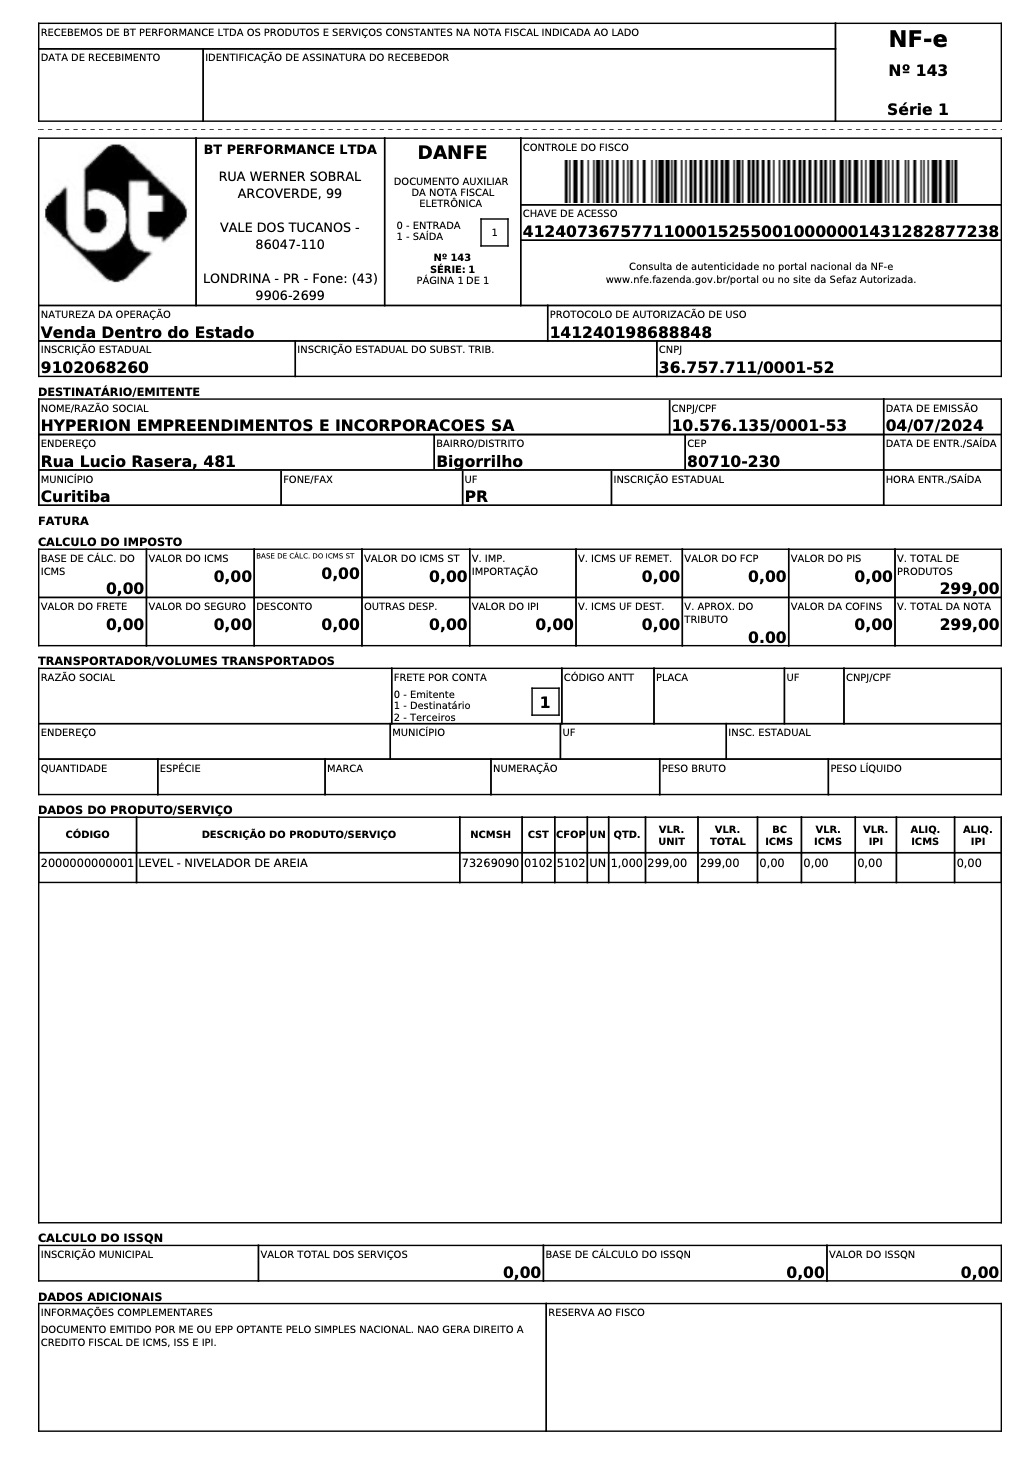 RECEBEMOS DE BT PERFORMANCE LTDA OS PRODUTOS E SERVIÇOS CONSTANTES NA NOTA FISCAL INDICADA AO LADO
NF-e
Nº 143
Série 1
DATA DE RECEBIMENTO IDENTIFICAÇÃO DE ASSINATURA DO RECEBEDOR
bt
BT PERFORMANCE LTDA
RUA WERNER SOBRAL
ARCOVERDE, 99
VALE DOS TUCANOS -
86047-110
LONDRINA - PR - Fone: (43)
9906-2699
DANFE
DOCUMENTO AUXILIAR
DA NOTA FISCAL
ELETRÔNICA
0 - ENTRADA
1 - SAÍDA
1
Nº 143
SÉRIE: 1
PÁGINA 1 DE 1
CONTROLE DO FISCO
CHAVE DE ACESSO
41240736757711000152550010000001431282877238
Consulta de autenticidade no portal nacional da NF-e
www.nfe.fazenda.gov.br/portal ou no site da Sefaz Autorizada.
NATUREZA DA OPERAÇÃO PROTOCOLO DE AUTORIZACÃO DE USO
Venda Dentro do Estado 141240198688848
INSCRIÇÃO ESTADUAL INSCRIÇÃO ESTADUAL DO SUBST. TRIB. CNPJ
9102068260 36.757.711/0001-52
DESTINATÁRIO/EMITENTE
NOME/RAZÃO SOCIAL CNPJ/CPF DATA DE EMISSÃO
HYPERION EMPREENDIMENTOS E INCORPORACOES SA 10.576.135/0001-53 04/07/2024
ENDEREÇO BAIRRO/DISTRITO CEP DATA DE ENTR./SAÍDA
Rua Lucio Rasera, 481 Bigorrilho 80710-230
MUNICÍPIO FONE/FAX UF INSCRIÇÃO ESTADUAL HORA ENTR./SAÍDA
Curitiba PR
FATURA
CALCULO DO IMPOSTO
BASE DE CÁLC. DO ICMS VALOR DO ICMS BASE DE CÁLC. DO ICMS ST VALOR DO ICMS ST V. IMP. IMPORTAÇÃO V. ICMS UF REMET. VALOR DO FCP VALOR DO PIS V. TOTAL DE PRODUTOS
0,00 0,00 0,00 0,00 0,00 0,00 0,00 299,00
VALOR DO FRETE VALOR DO SEGURO DESCONTO OUTRAS DESP. VALOR DO IPI V. ICMS UF DEST. V. APROX. DO TRIBUTO VALOR DA COFINS V. TOTAL DA NOTA
0,00 0,00 0,00 0,00 0,00 0,00 0.00 0,00 299,00
TRANSPORTADOR/VOLUMES TRANSPORTADOS
RAZÃO SOCIAL FRETE POR CONTA CÓDIGO ANTT PLACA UF CNPJ/CPF
0 - Emitente
1 - Destinatário
2 - Terceiros
1
ENDEREÇO MUNICÍPIO UF INSC. ESTADUAL
QUANTIDADE ESPÉCIE MARCA NUMERAÇÃO PESO BRUTO PESO LÍQUIDO
DADOS DO PRODUTO/SERVIÇO
CÓDIGO DESCRIÇÃO DO PRODUTO/SERVIÇO NCMSH CST CFOP UN QTD. VLR. UNIT VLR. TOTAL BC ICMS VLR. ICMS VLR. IPI ALIQ. ICMS ALIQ. IPI
2000000000001 LEVEL - NIVELADOR DE AREIA 73269090 0102 5102 UN 1,000 299,00 299,00 0,00 0,00 0,00 0,00
CALCULO DO ISSQN
INSCRIÇÃO MUNICIPAL VALOR TOTAL DOS SERVIÇOS BASE DE CÁLCULO DO ISSQN VALOR DO ISSQN
0,00 0,00 0,00
DADOS ADICIONAIS
INFORMAÇÕES COMPLEMENTARES RESERVA AO FISCO
DOCUMENTO EMITIDO POR ME OU EPP OPTANTE PELO SIMPLES NACIONAL. NAO GERA DIREITO A
CREDITO FISCAL DE ICMS, ISS E IPI.